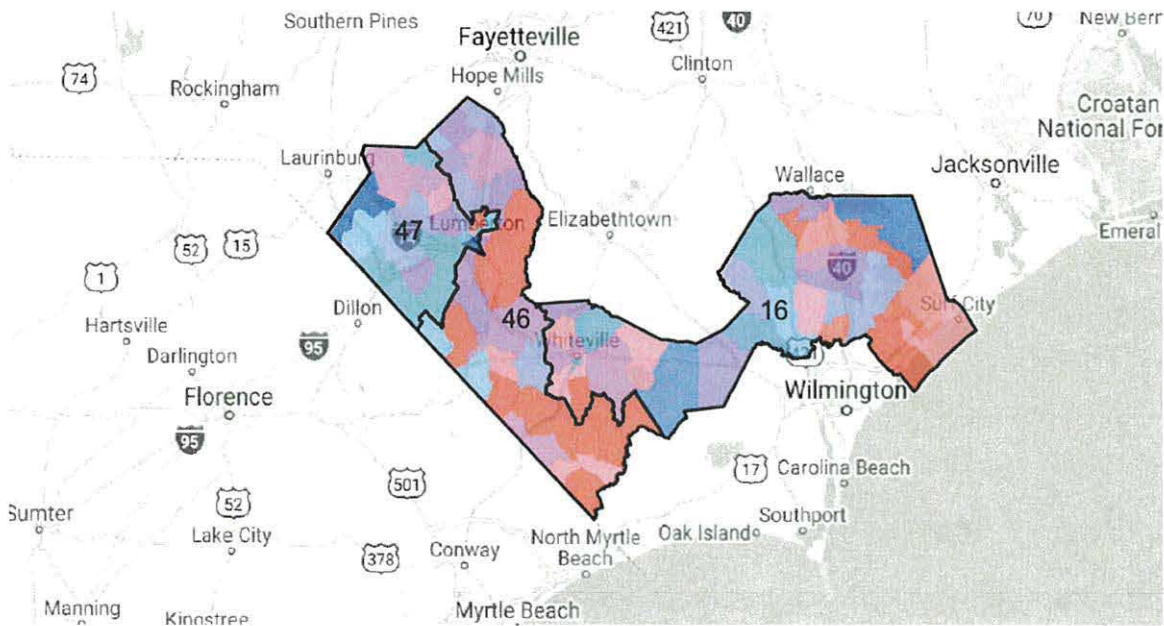 Southern Pines
421
40
70
New Bern
Fayetteville
74
Clinton
Hope Mills
Rockingham
Croatan
National For
Laurinburg
Jacksonville
Wallace
47
Lumberton
Elizabethtown
52
15
Emeral
40
1
Surf City
16
Dillon
46
Hartsville
Whiteville
95
Darlington
Wilmington
Florence
95
17
Carolina Beach
501
52
Sumter
Southport
Lake City
North Myrtle
Beach
Oak Island
378
Conway
Manning
Kingstree
Myrtle Beach